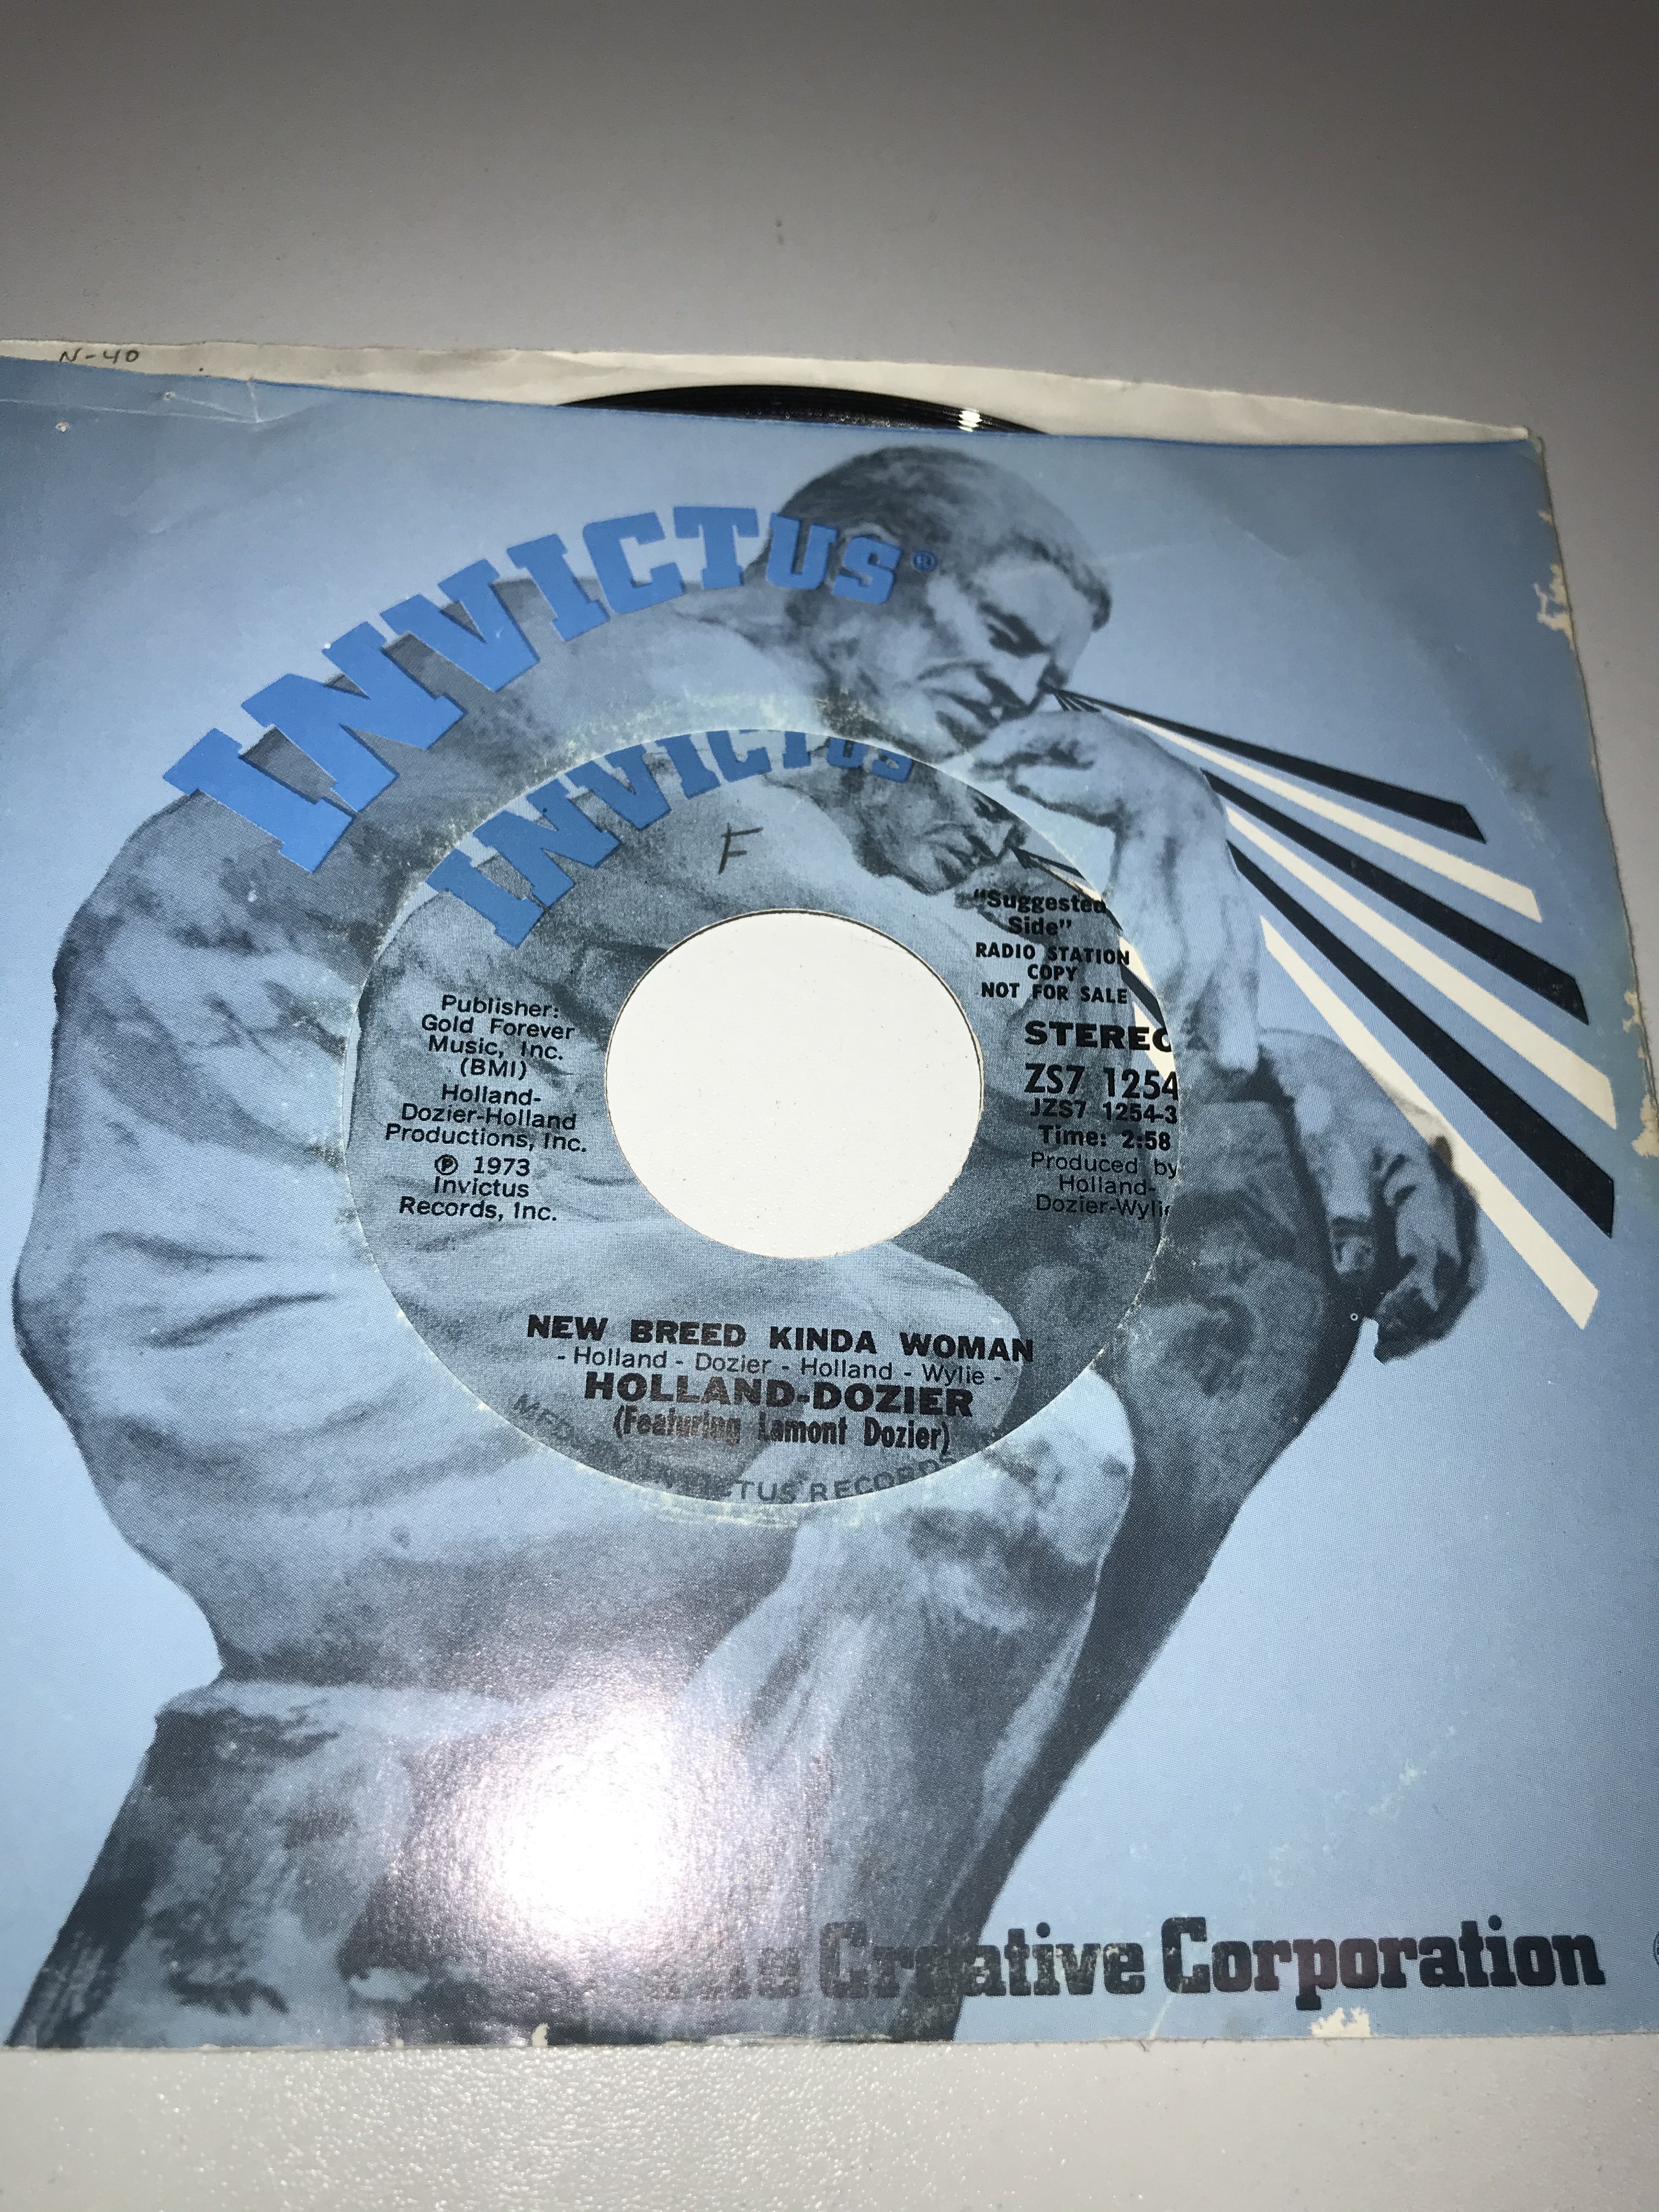 N-40
INVICTUS®
INVICTUS
F
"Suggested
Side"
RADIO STATION
COPY
NOT FOR SALE
STEREO
ZS7 1254
JZS7 1254-3
Time: 2:58
Produced by
Holland-
Publisher:
Gold Forever
Music, Inc.
(BMI)
Holland-
Dozier-Holland
Productions, Inc.
℗ 1973
Invictus
Records, Inc.
NEW BREED KINDA WOMAN
- Holland - Dozier - Holland - Wylie -
HOLLAND-DOZIER
(Featuring Lamont Dozier)
RECORDS
Creative Corporation